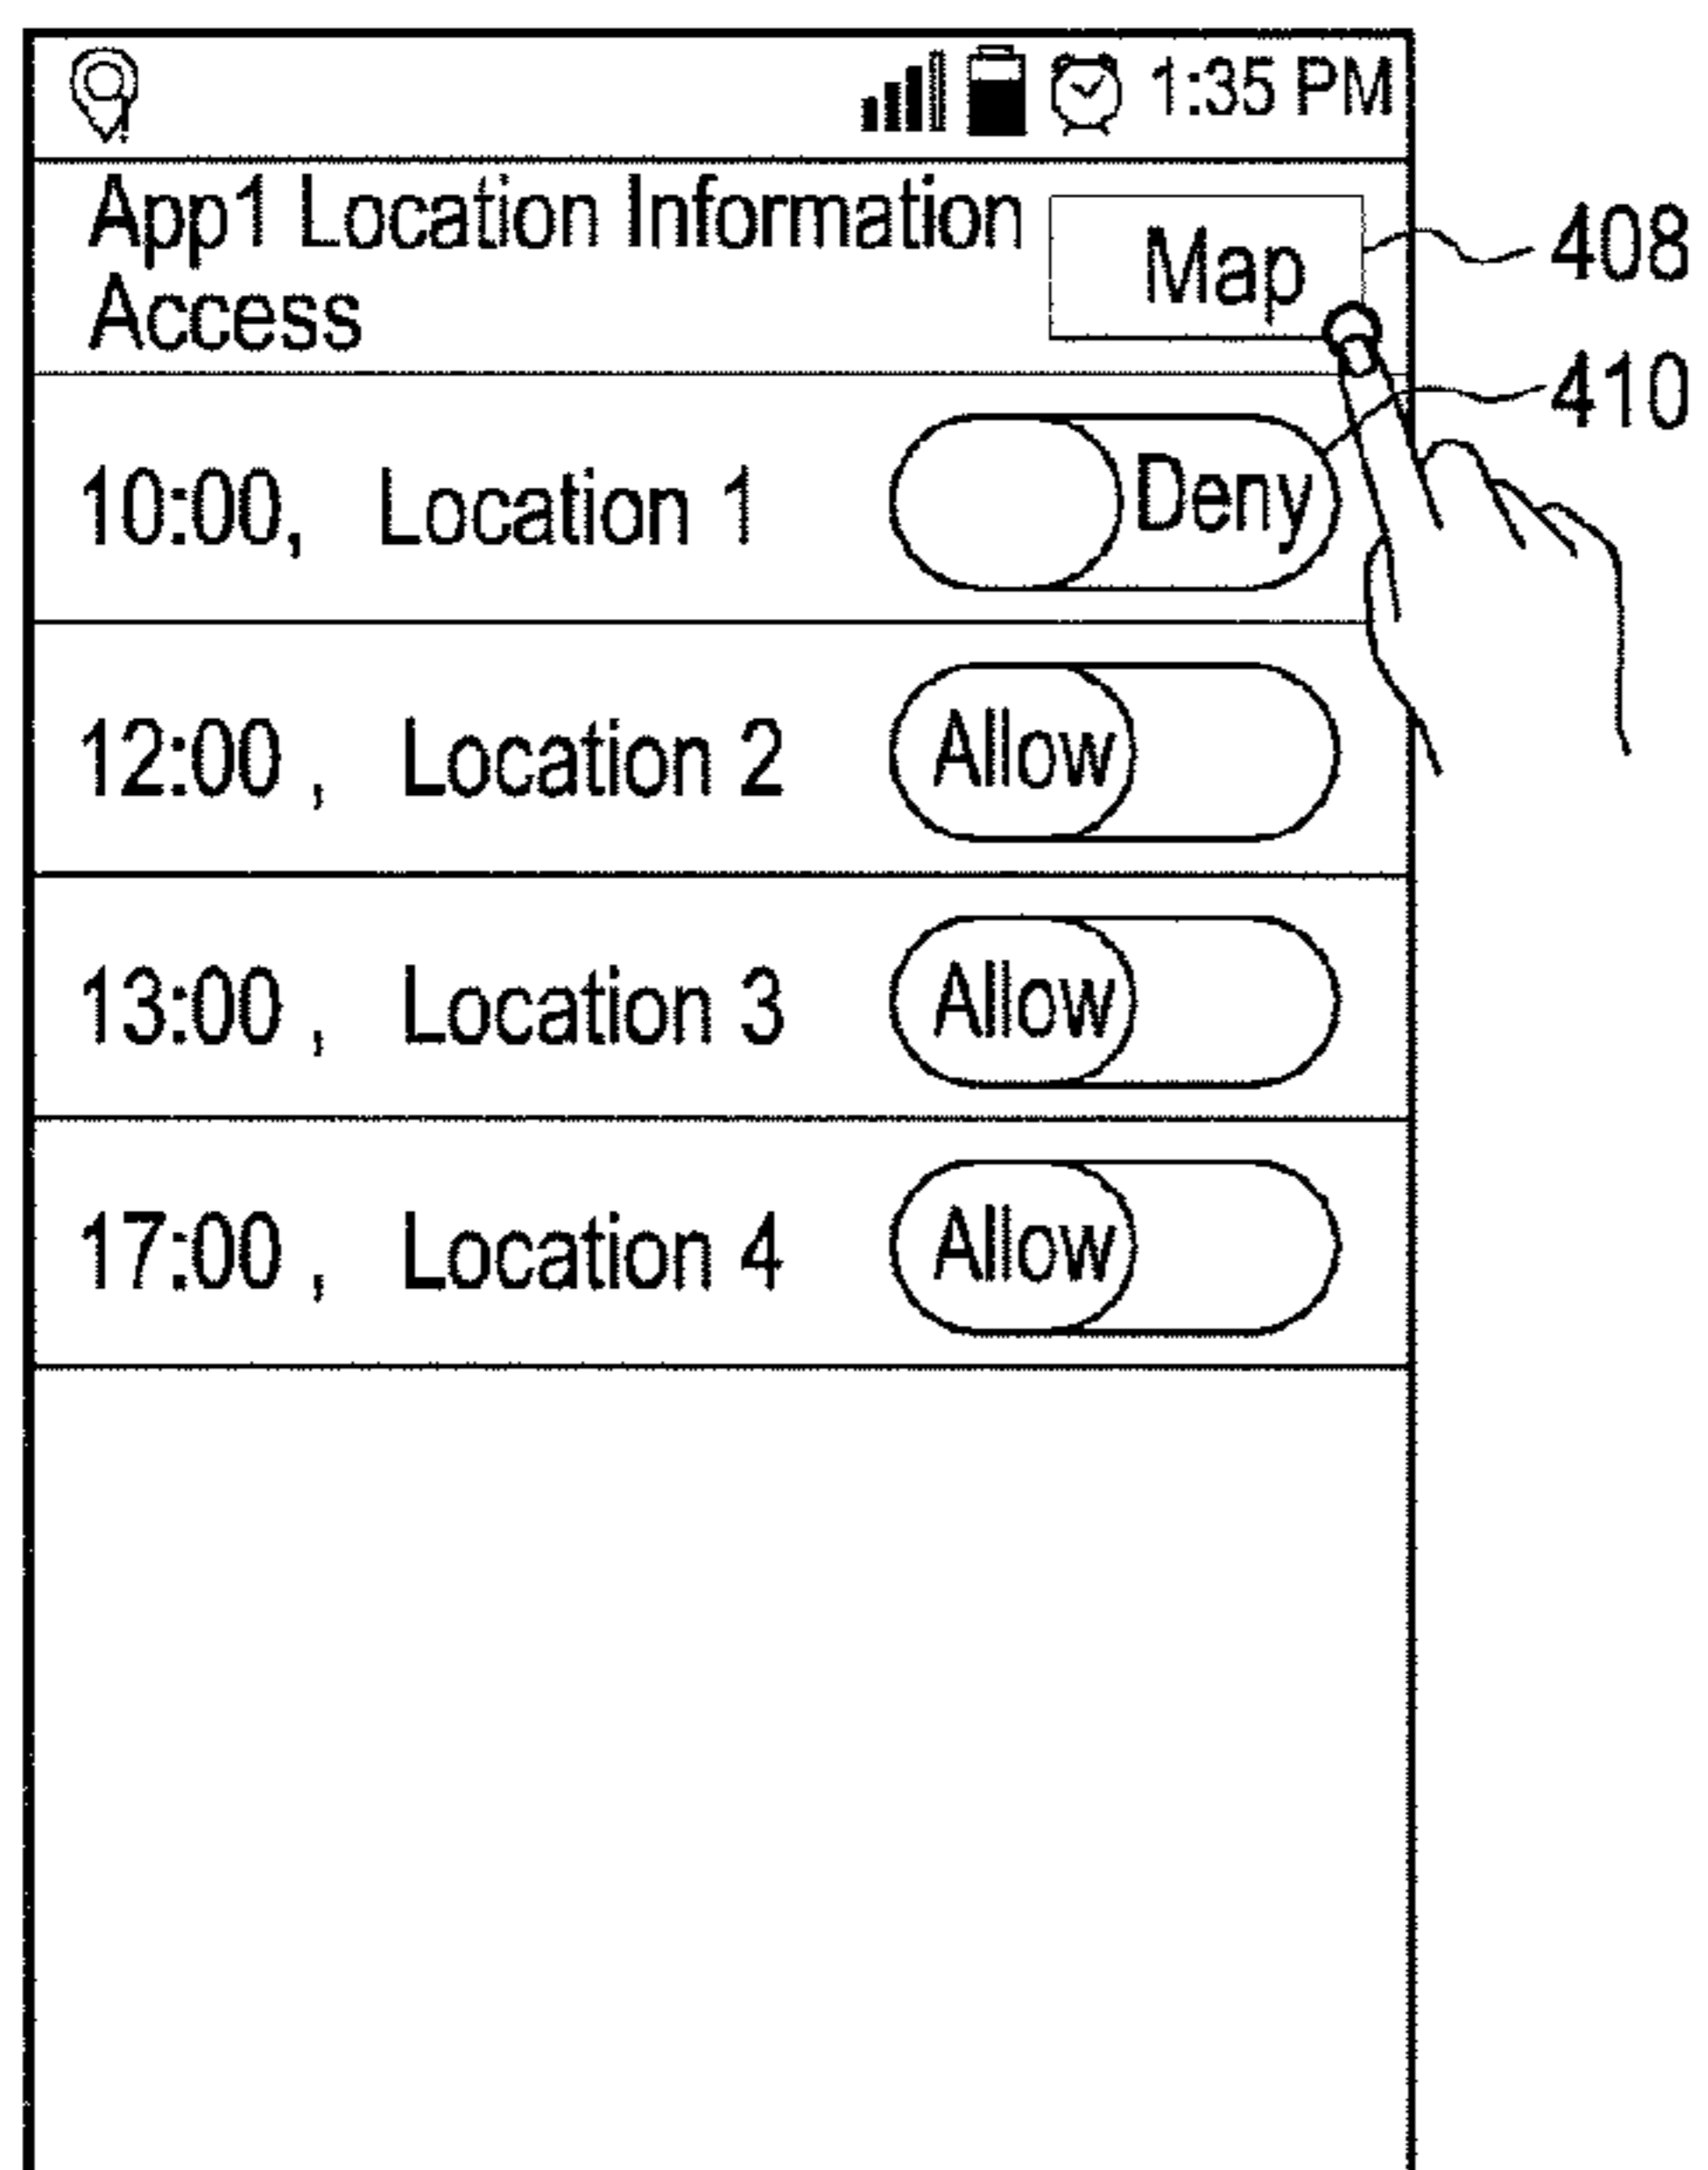 1:35 PM
App1 Location Information
Access
Map
408
410
10:00, Location 1 Deny
12:00 , Location 2 Allow
13:00 , Location 3 Allow
17:00 , Location 4 Allow